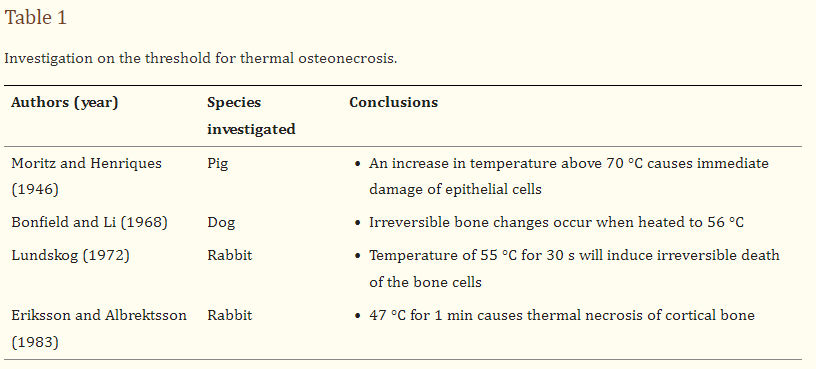 Table 1
Investigation on the threshold for thermal osteonecrosis.
Authors (year) Species Conclusions
investigated
Moritz and Henriques Pig • An increase in temperature above 70 °C causes immediate
(1946) damage of epithelial cells
Bonfield and Li (1968) Dog • Irreversible bone changes occur when heated to 56 °C
Lundskog (1972) Rabbit • Temperature of 55 °C for 30 s will induce irreversible death
of the bone cells
Eriksson and Albrektsson Rabbit • 47 °C for 1 min causes thermal necrosis of cortical bone
(1983)